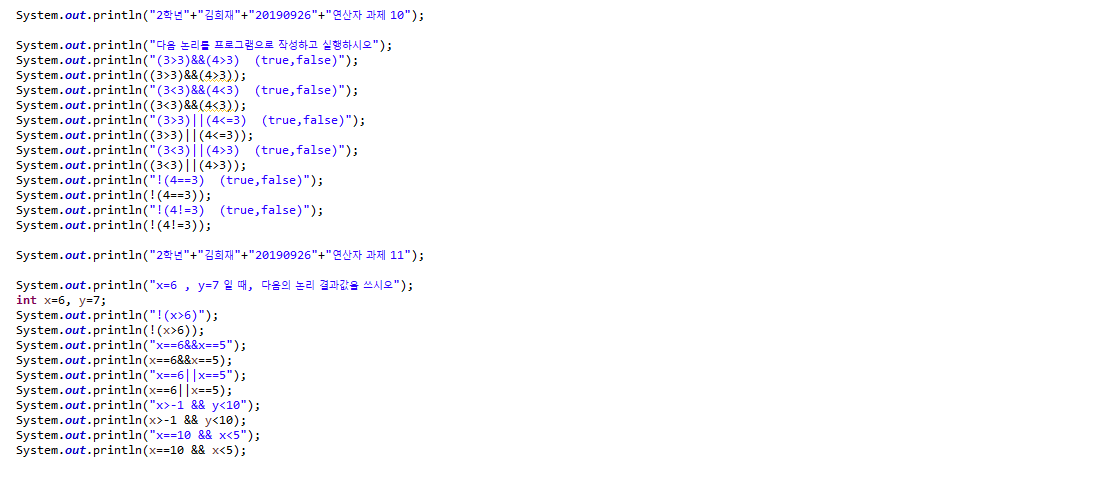 System.out.println("2학년"+"김희재"+"20190926"+"연산자 과제 10");
System.out.println("다음 논리를 프로그램으로 작성하고 실행하시오");
System.out.println("(3>3)&&(4>3)  (true,false)");
System.out.println((3>3)&&(4>3));
System.out.println("(3<3)&&(4<3)  (true,false)");
System.out.println((3<3)&&(4<3));
System.out.println("(3>3)||(4<=3)  (true,false)");
System.out.println((3>3)||(4<=3));
System.out.println("(3<3)||(4>3)  (true,false)");
System.out.println((3<3)||(4>3));
System.out.println("!(4==3)  (true,false)");
System.out.println(!(4==3));
System.out.println("!(4!=3)  (true,false)");
System.out.println(!(4!=3));
System.out.println("2학년"+"김희재"+"20190926"+"연산자 과제 11");
System.out.println("x=6 , y=7 일 때, 다음의 논리 결과값을 쓰시오");
int x=6, y=7;
System.out.println("!(x>6)");
System.out.println(!(x>6));
System.out.println("x==6&&x==5");
System.out.println(x==6&&x==5);
System.out.println("x==6||x==5");
System.out.println(x==6||x==5);
System.out.println("x>-1 && y<10");
System.out.println(x>-1 && y<10);
System.out.println("x==10 && x<5");
System.out.println(x==10 && x<5);